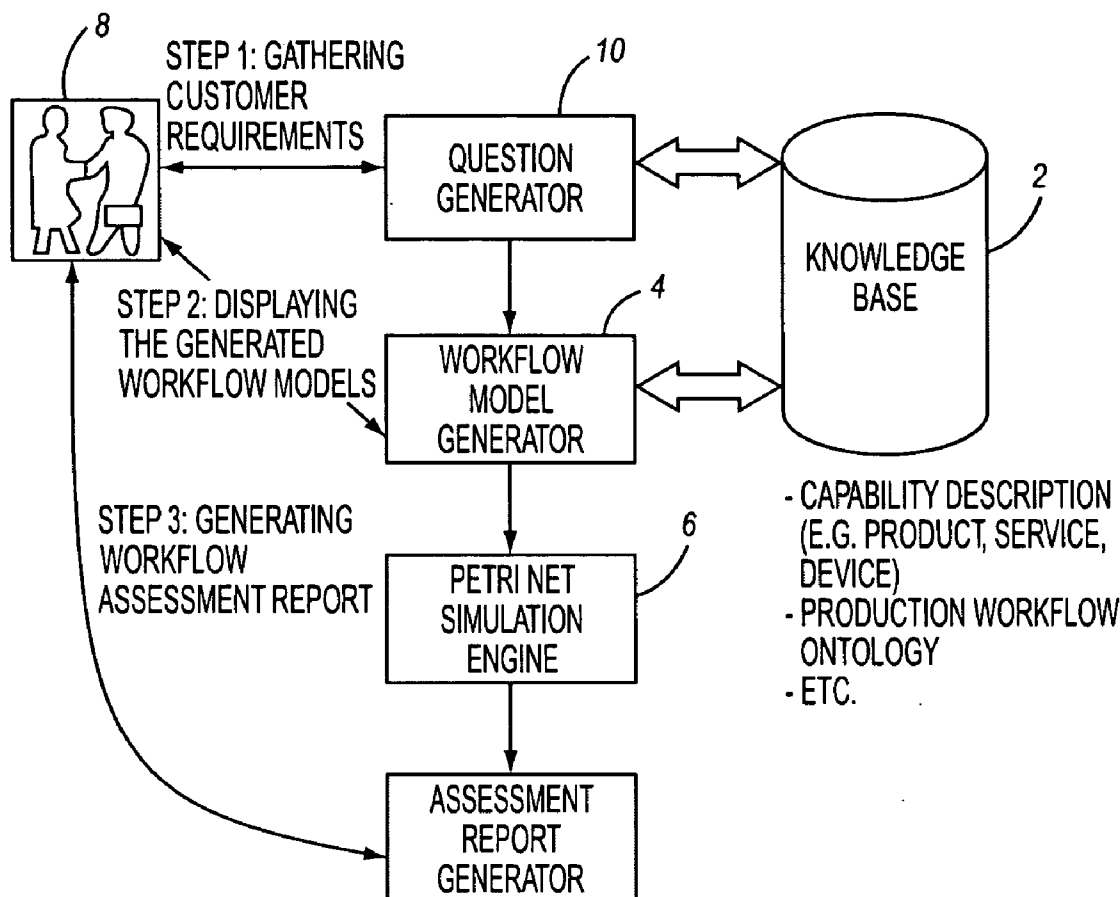 8
STEP 1: GATHERING
CUSTOMER
REQUIREMENTS
10
QUESTION
GENERATOR
2
KNOWLEDGE
BASE
STEP 2: DISPLAYING
THE GENERATED
WORKFLOW MODELS
4
WORKFLOW
MODEL
GENERATOR
- CAPABILITY DESCRIPTION
(E.G. PRODUCT, SERVICE,
DEVICE)
- PRODUCTION WORKFLOW
ONTOLOGY
- ETC.
STEP 3: GENERATING
WORKFLOW
ASSESSMENT REPORT
6
PETRI NET
SIMULATION
ENGINE
ASSESSMENT
REPORT
GENERATOR